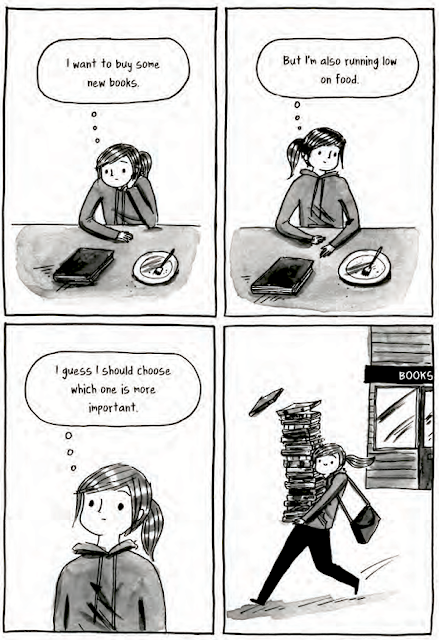 I want to buy some
new books.
But I'm also running low
on food.
I guess I should choose
which one is more
important.
BOOKS